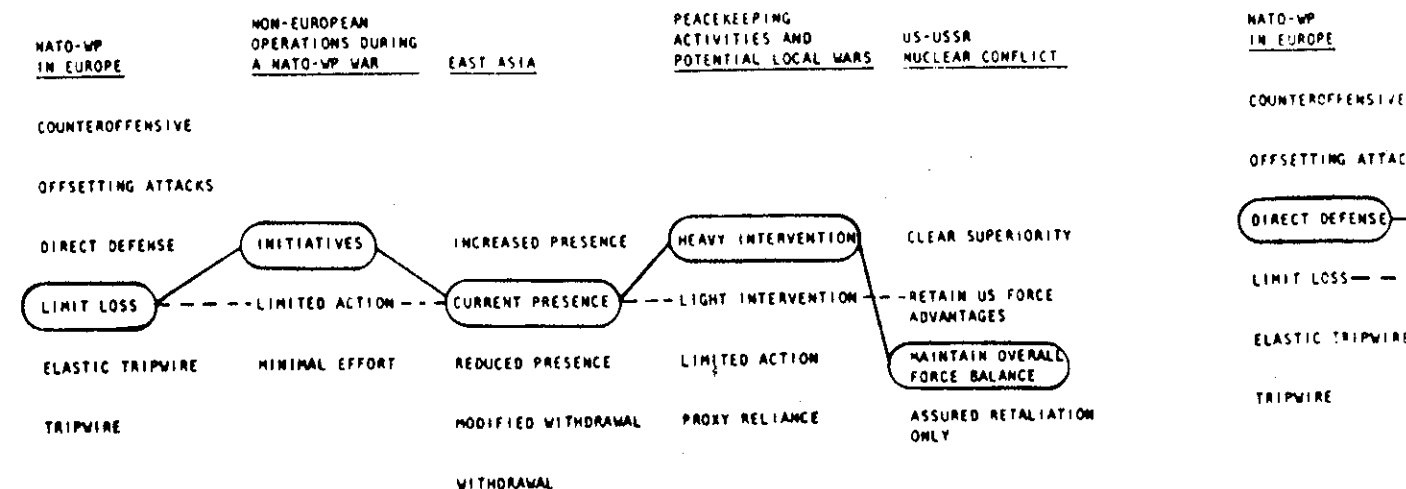 NATO-WP
IN EUROPE
COUNTEROFFENSIVE
OFFSETTING ATTACKS
DIRECT DEFENSE
LIMIT LOSS
ELASTIC TRIPWIRE
TRIPWIRE
NON-EUROPEAN
OPERATIONS DURING
A NATO-WP WAR
INITIATIVES
LIMITED ACTION
MINIMAL EFFORT
EAST ASIA
INCREASED PRESENCE
CURRENT PRESENCE
REDUCED PRESENCE
MODIFIED WITHDRAWAL
WITHDRAWAL
PEACEKEEPING
ACTIVITIES AND
POTENTIAL LOCAL WARS
HEAVY INTERVENTION
LIGHT INTERVENTION
LIMITED ACTION
PROXY RELIANCE
US-USSR
NUCLEAR CONFLICT
CLEAR SUPERIORITY
RETAIN US FORCE
ADVANTAGES
MAINTAIN OVERALL
FORCE BALANCE
ASSURED RETALIATION
ONLY
NATO-WP
IN EUROPE
COUNTEROFFENSIVE
OFFSETTING ATTAC
DIRECT DEFENSE
LIMIT LOSS
ELASTIC TRIPWIRE
TRIPWIRE